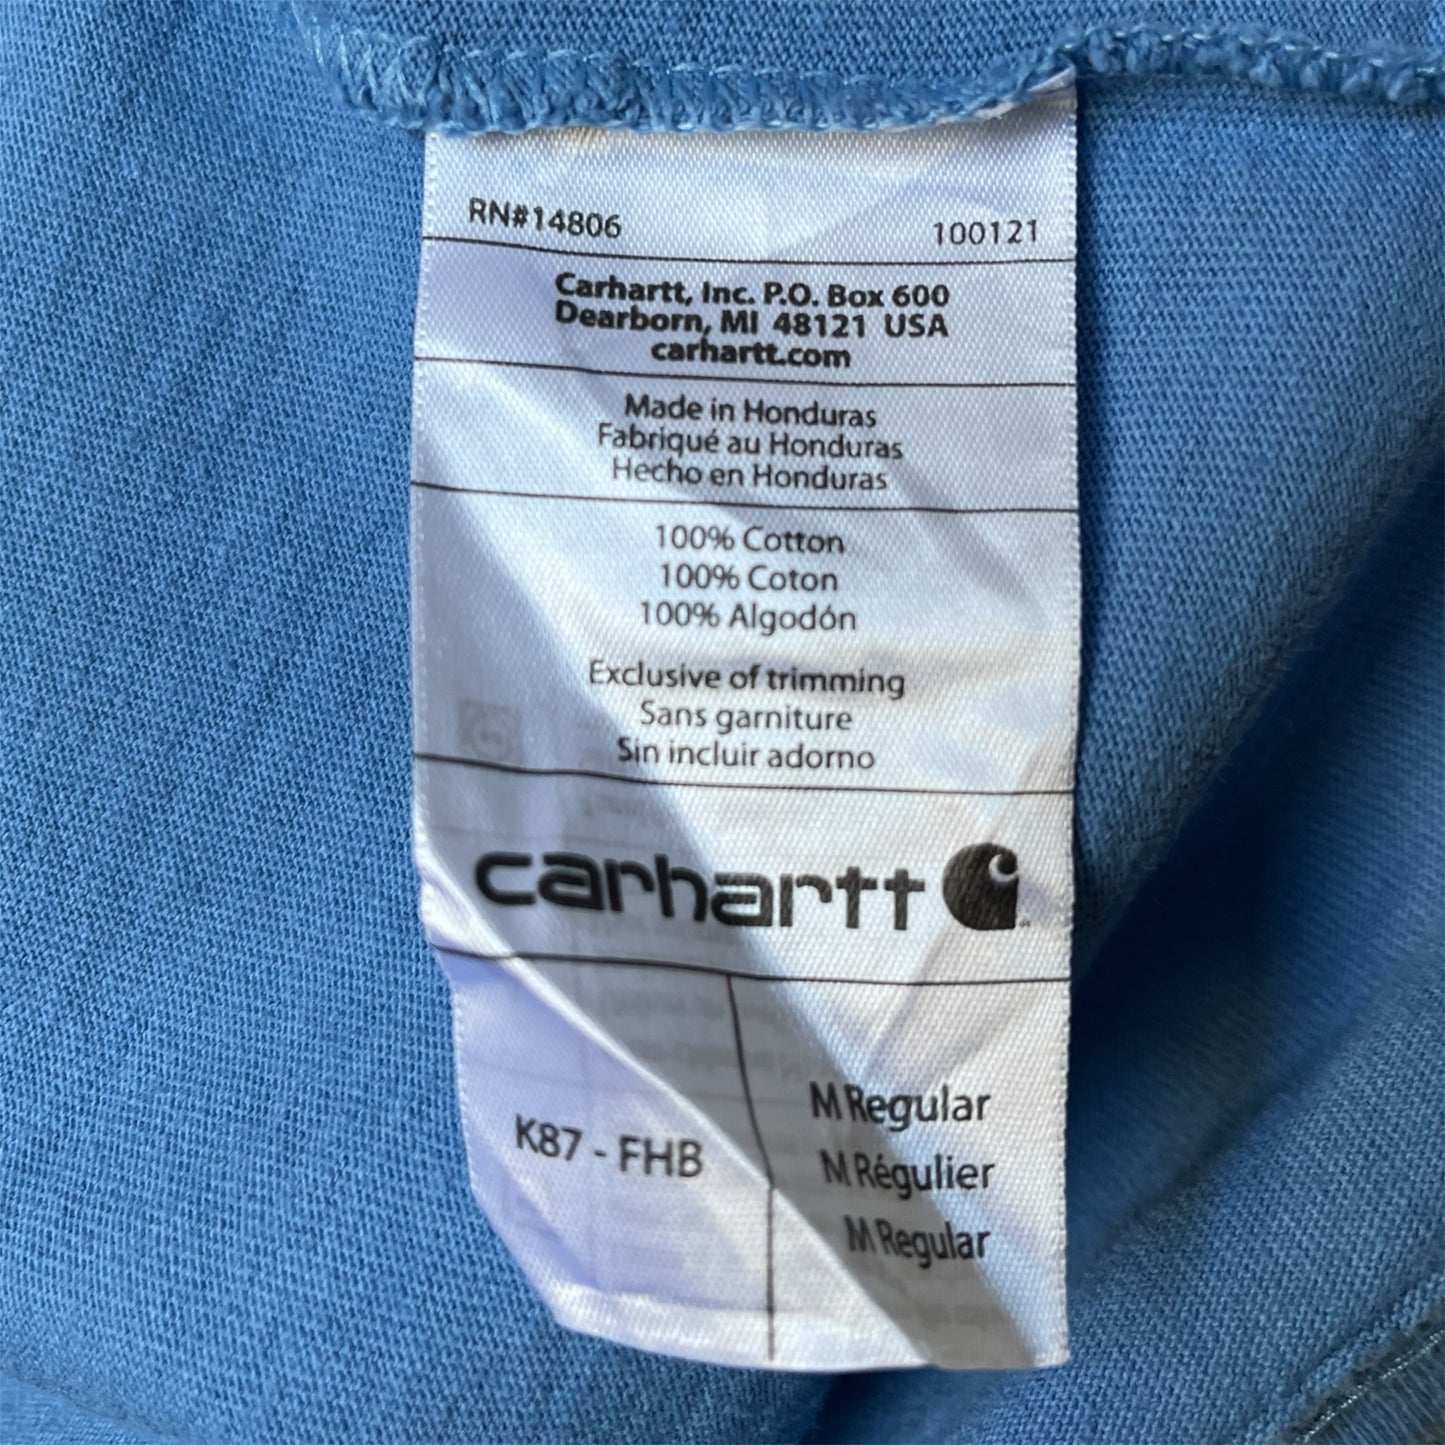 RN#14806 100121
Carhartt, Inc. P.O. Box 600
Dearborn, MI 48121 USA
carhartt.com
Made in Honduras
Fabriqué au Honduras
Hecho en Honduras
100% Cotton
100% Coton
100% Algodón
Exclusive of trimming
Sans garniture
Sin incluir adorno
carhartt
K87 - FHB
M Regular
M Régulier
M Regular